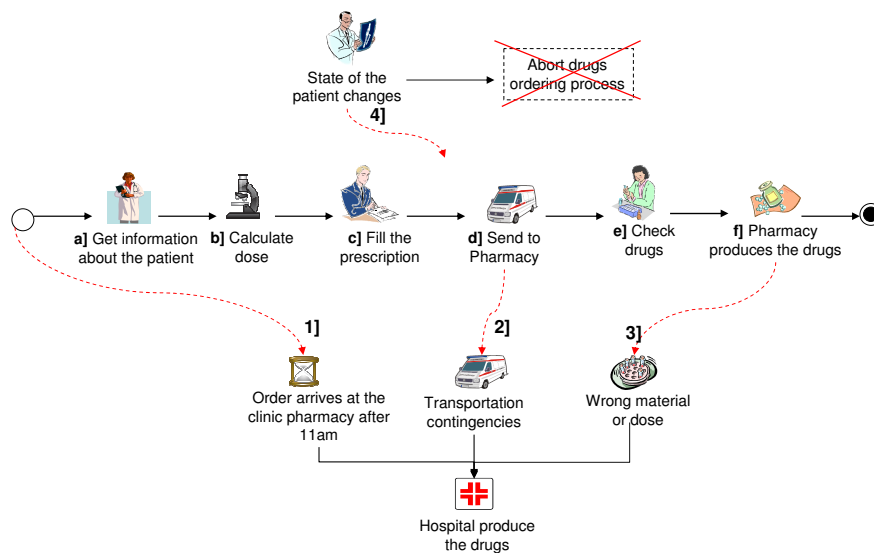 State of the
patient changes
Abort drugs
ordering process
4]
a] Get information
about the patient
b] Calculate
dose
c] Fill the
prescription
d] Send to
Pharmacy
e] Check
drugs
f] Pharmacy
produces the drugs
1]
2]
3]
Order arrives at the
clinic pharmacy after
11am
Transportation
contingencies
Wrong material
or dose
Hospital produce
the drugs